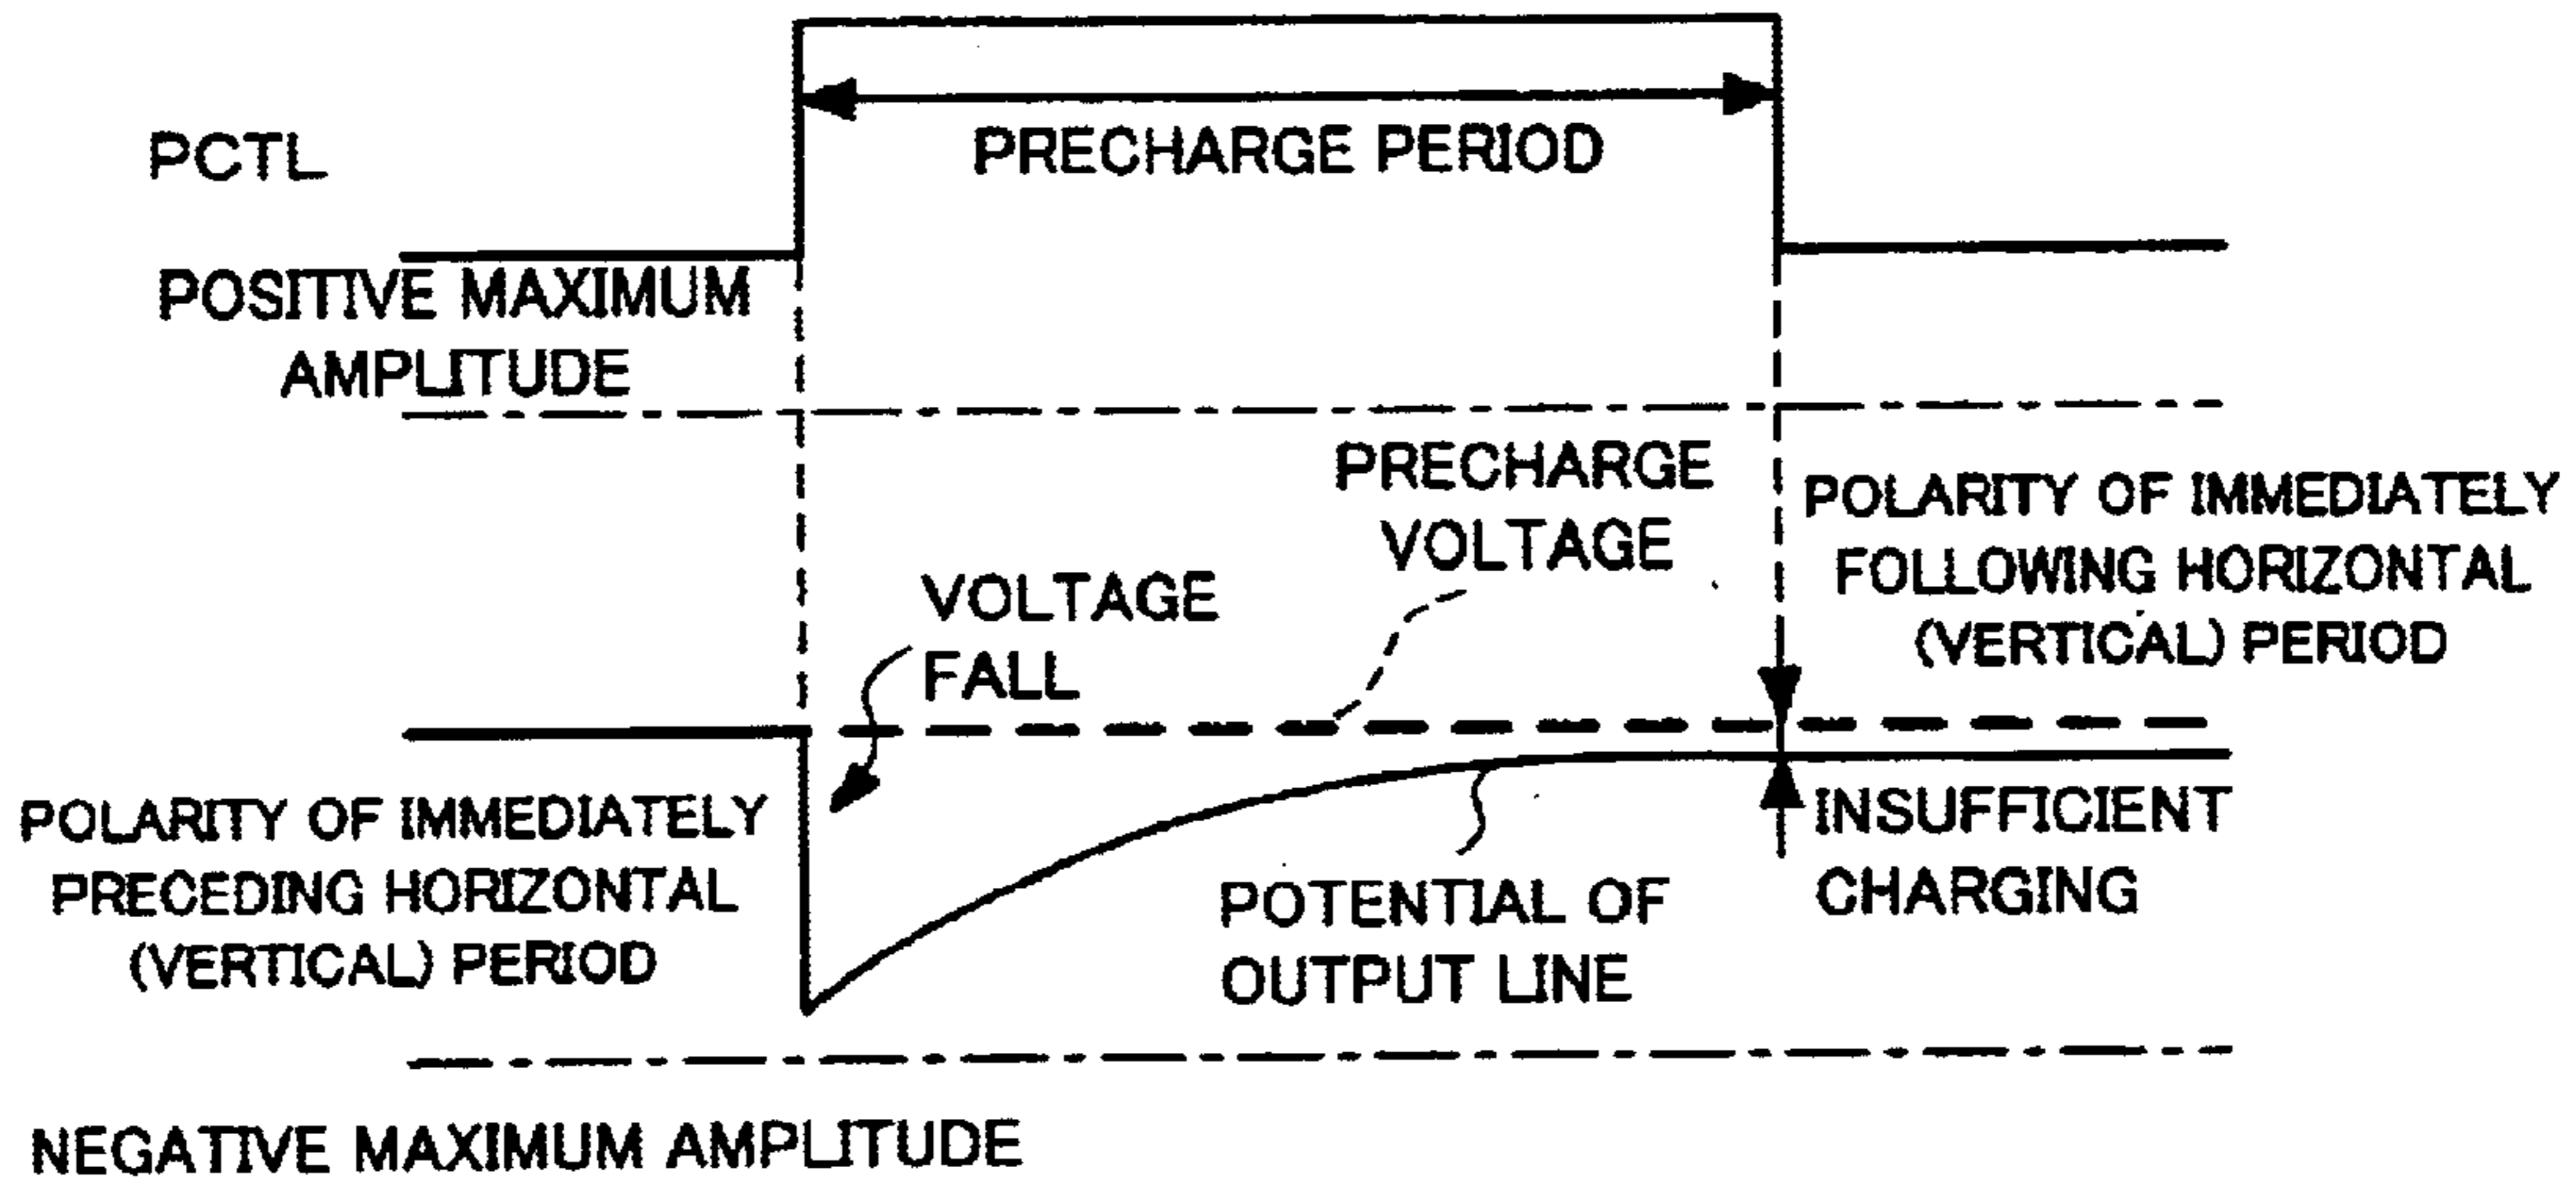 PCTL
PRECHARGE PERIOD
POSITIVE MAXIMUM
AMPLITUDE
PRECHARGE
VOLTAGE
POLARITY OF IMMEDIATELY
FOLLOWING HORIZONTAL
(VERTICAL) PERIOD
VOLTAGE
FALL
POLARITY OF IMMEDIATELY
PRECEDING HORIZONTAL
(VERTICAL) PERIOD
INSUFFICIENT
CHARGING
POTENTIAL OF
OUTPUT LINE
NEGATIVE MAXIMUM AMPLITUDE